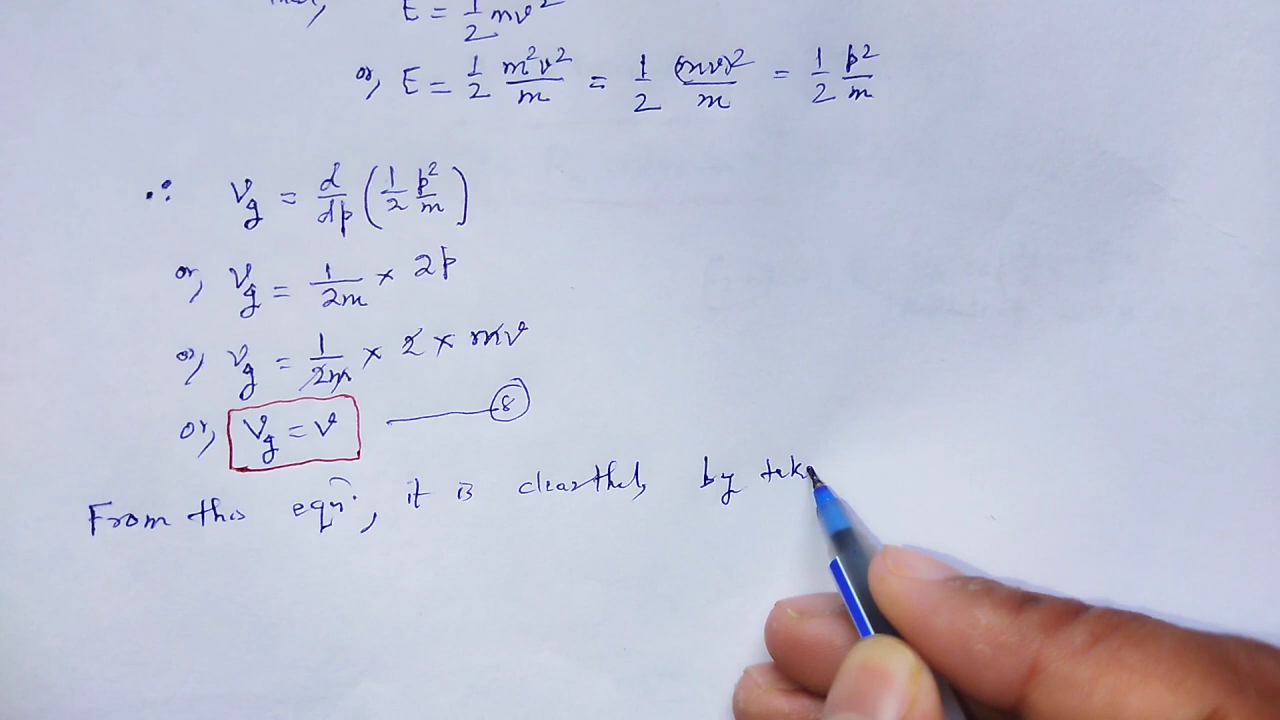 E = 1/2 mv²
or, E = 1/2 m²v²/m = 1/2 (mv)²/m = 1/2 p²/m
∴ Vg = d/dp (1/2 p²/m)
or, Vg = 1/2m × 2p
or, Vg = 1/2m × 2 × mv
or, Vg = v — 8
From this eqn., it is clear that, by tak